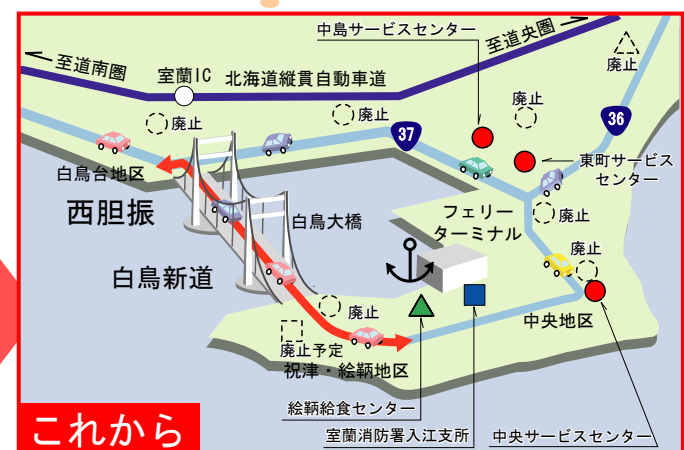 中島サービスセンター
至道央圏
至道南圏
廃止
室蘭IC
北海道縦貫自動車道
廃止
廃止
廃止
37
36
白鳥台地区
東町サービス
センター
西胆振
白鳥大橋
フェリー
ターミナル
廃止
白鳥新道
廃止
廃止
中央地区
廃止予定
祝津・絵鞆地区
絵鞆給食センター
室蘭消防署入江支所
中央サービスセンター
これから